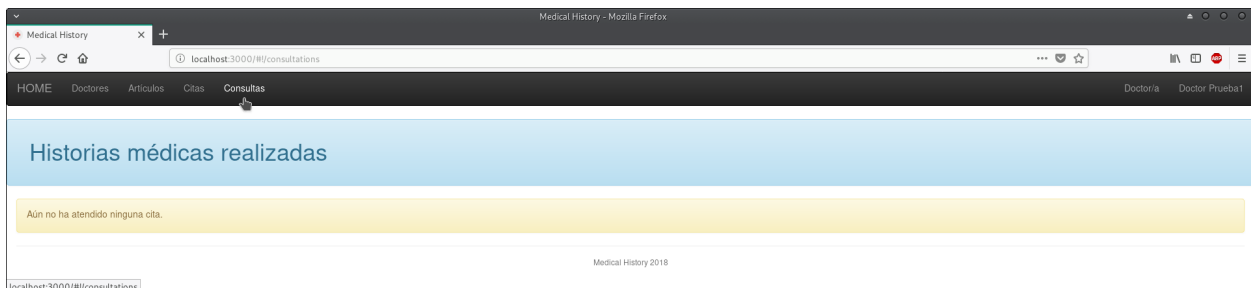 Medical History - Mozilla Firefox
Medical History
localhost:3000/#!/consultations
ABP
HOME Doctores Artículos Citas Consultas Doctor/a Doctor Prueba1
Historias médicas realizadas
Aún no ha atendido ninguna cita.
Medical History 2018
localhost:3000/#!/consultations